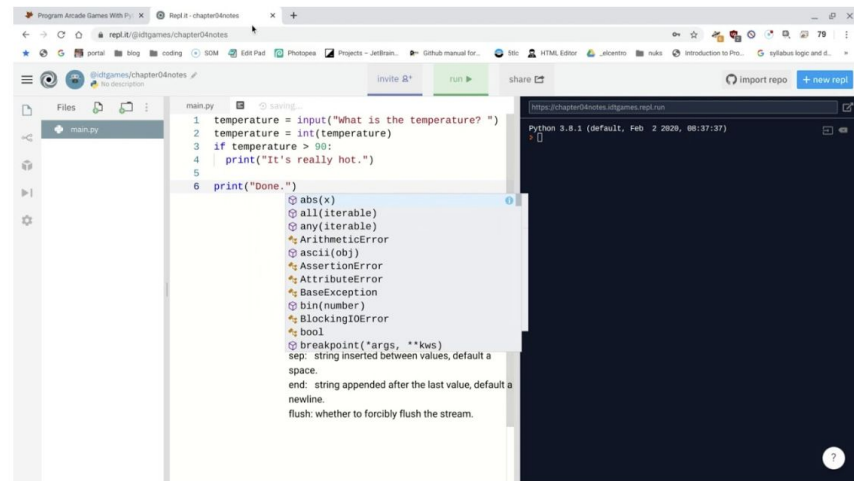 Program Arcade Games With Py
Repl.it - chapter04notes
repl.it/@idtgames/chapter04notes
79
G portal blog coding SOM Edit Pad Photopea Projects – JetBrain... Github manual for... 5tlc HTML Editor _elcentro nuks Introduction to Pro... syllabus logic and d... »
@idtgames/chapter04notes
No description
invite
run
share
import repo
+ new repl
Files
main.py
main.py
saving...
1 temperature = input("What is the temperature? ")
2 temperature = int(temperature)
3 if temperature > 90:
4 print("It's really hot.")
5
6 print("Done.")
abs(x)
all(iterable)
any(iterable)
ArithmeticError
ascii(obj)
AssertionError
AttributeError
BaseException
bin(number)
BlockingIOError
bool
breakpoint(*args, **kws)
sep: string inserted between values, default a
space.
end: string appended after the last value, default a
newline.
flush: whether to forcibly flush the stream.
https://chapter04notes.idtgames.repl.run
Python 3.8.1 (default, Feb 2 2020, 08:37:37)
>
?